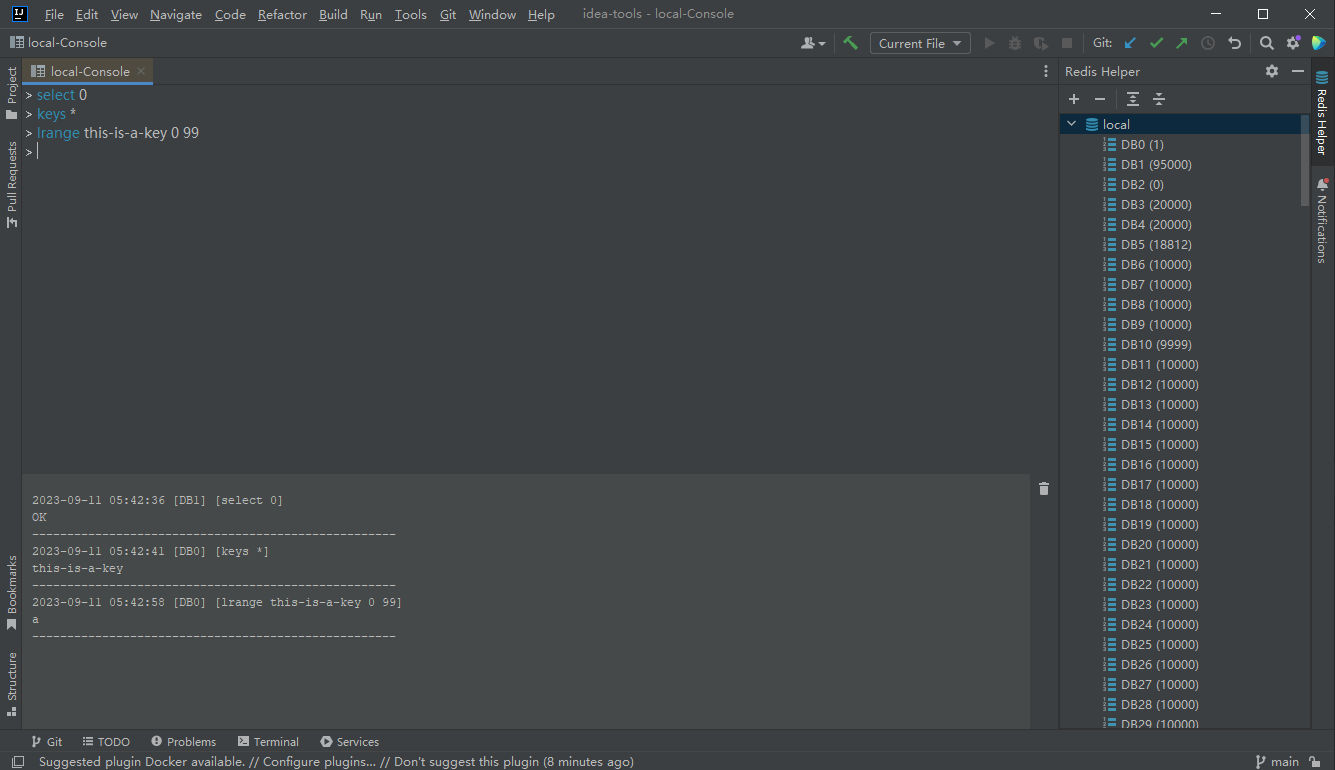 IJ File Edit View Navigate Code Refactor Build Run Tools Git Window Help idea-tools - local-Console
local-Console Current File Git:
Project
Pull Requests
Bookmarks
Structure
local-Console
> select 0
> keys *
> lrange this-is-a-key 0 99
>
2023-09-11 05:42:36 [DB1] [select 0]
OK
----------------------------------------------------
2023-09-11 05:42:41 [DB0] [keys *]
this-is-a-key
----------------------------------------------------
2023-09-11 05:42:58 [DB0] [lrange this-is-a-key 0 99]
a
----------------------------------------------------
Redis Helper
local
DB0 (1)
DB1 (95000)
DB2 (0)
DB3 (20000)
DB4 (20000)
DB5 (18812)
DB6 (10000)
DB7 (10000)
DB8 (10000)
DB9 (10000)
DB10 (9999)
DB11 (10000)
DB12 (10000)
DB13 (10000)
DB14 (10000)
DB15 (10000)
DB16 (10000)
DB17 (10000)
DB18 (10000)
DB19 (10000)
DB20 (10000)
DB21 (10000)
DB22 (10000)
DB23 (10000)
DB24 (10000)
DB25 (10000)
DB26 (10000)
DB27 (10000)
DB28 (10000)
DB29 (10000)
Redis Helper
Notifications
Git TODO Problems Terminal Services
Suggested plugin Docker available. // Configure plugins... // Don't suggest this plugin (8 minutes ago) main